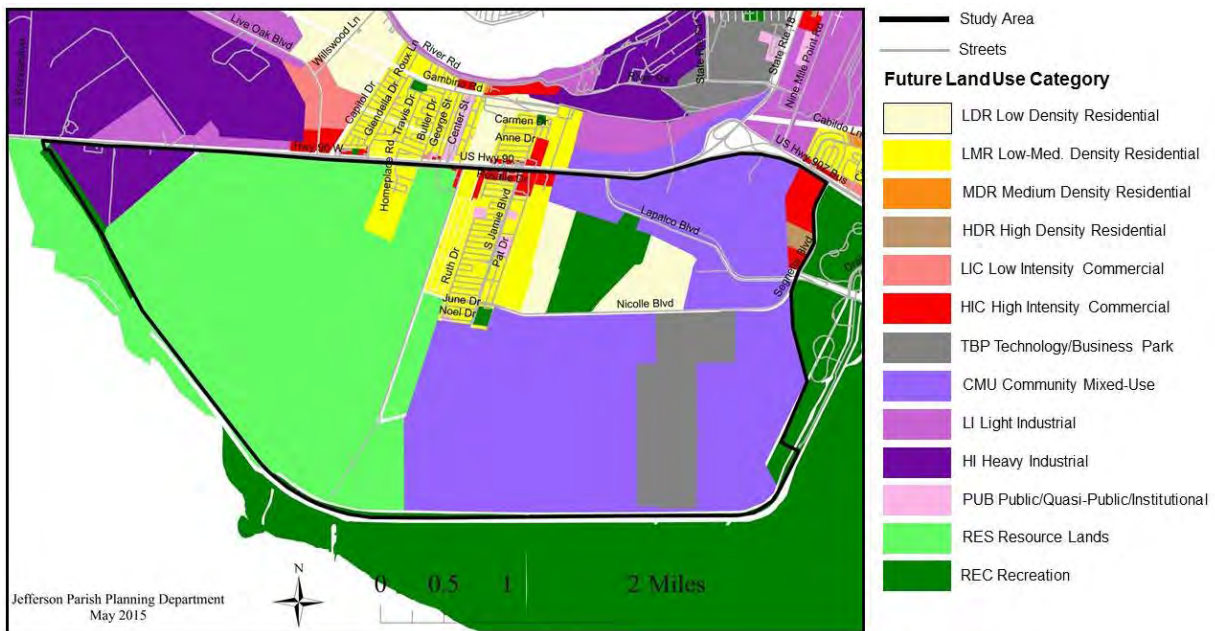 Live Oak Blvd
Willswood Ln
River Rd
Roux Ln
Gambino Rd
Capitol Dr
Glendella Dr
Travis Dr
Butler Dr
George St
Center St
Carmen Dr
Anne Dr
River Rd
State Rte 18
Nine Mile Point Rd
Cabildo Ln
US Hwy 90Z Bus
Hwy 90 W
US Hwy 90
Homeplace Rd
Ruth Dr
S Jamie Blvd
Pat Dr
June Dr
Noel Dr
Lapalco Blvd
Nicolle Blvd
Segnette Blvd
N
0 0.5 1 2 Miles
Jefferson Parish Planning Department
May 2015
Study Area
Streets
Future Land Use Category
LDR Low Density Residential
LMR Low-Med. Density Residential
MDR Medium Density Residential
HDR High Density Residential
LIC Low Intensity Commercial
HIC High Intensity Commercial
TBP Technology/Business Park
CMU Community Mixed-Use
LI Light Industrial
HI Heavy Industrial
PUB Public/Quasi-Public/Institutional
RES Resource Lands
REC Recreation